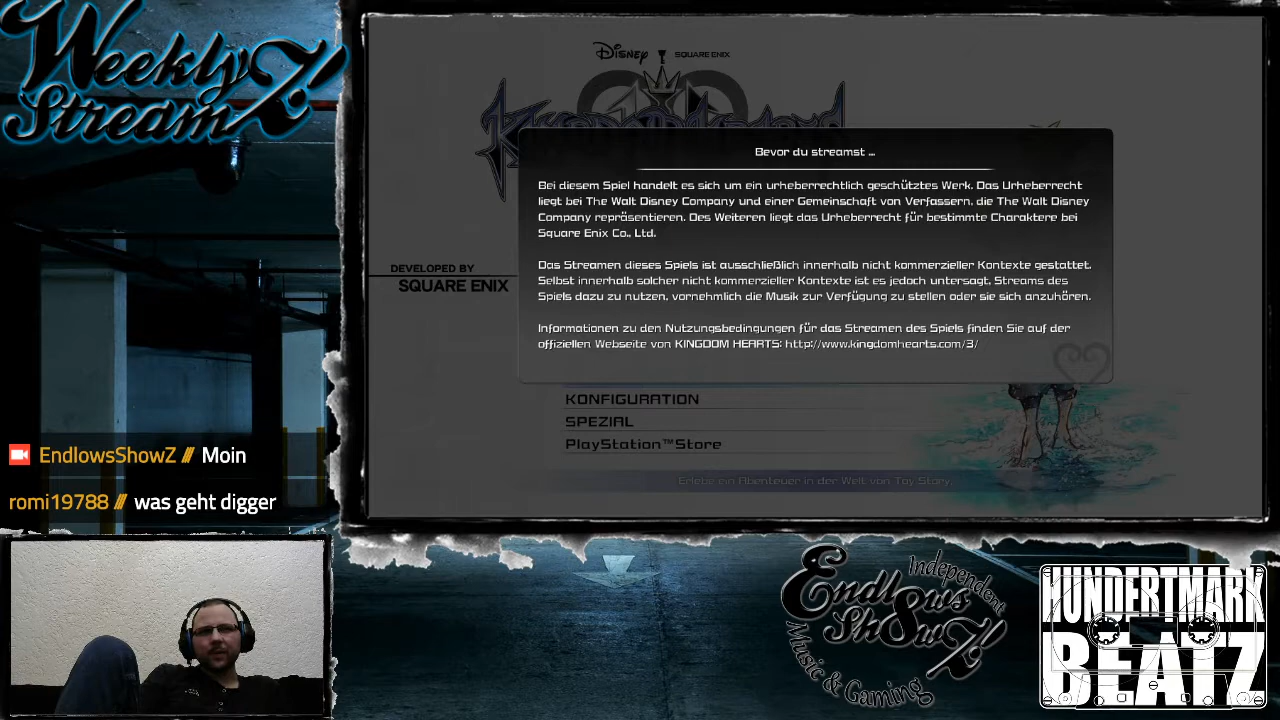 Weekly
StreamZ!
Disney SQUARE ENIX
Bevor du streamst ...
Bei diesem Spiel handelt es sich um ein urheberrechtlich geschütztes Werk. Das Urheberrecht
liegt bei The Walt Disney Company und einer Gemeinschaft von Verfassern, die The Walt Disney
Company repräsentieren. Des Weiteren liegt das Urheberrecht für bestimmte Charaktere bei
Square Enix Co., Ltd.
Das Streamen dieses Spiels ist ausschließlich innerhalb nicht kommerzieller Kontexte gestattet.
Selbst innerhalb solcher nicht kommerzieller Kontexte ist es jedoch untersagt, Streams des
Spiels dazu zu nutzen, vornehmlich die Musik zur Verfügung zu stellen oder sie sich anzuhören.
Informationen zu den Nutzungsbedingungen für das Streamen des Spiels finden Sie auf der
offiziellen Webseite von KINGDOM HEARTS: http://www.kingdomhearts.com/3/
DEVELOPED BY
SQUARE ENIX
KONFIGURATION
SPEZIAL
PlayStation™Store
Erlebe ein Abenteuer in der Welt von Toy Story.
EndlowsShowZ /// Moin
romi19788 /// was geht digger
Independent
Endlows
ShowZ!
Music & Gaming
HUNDERTMARK
BEATZ